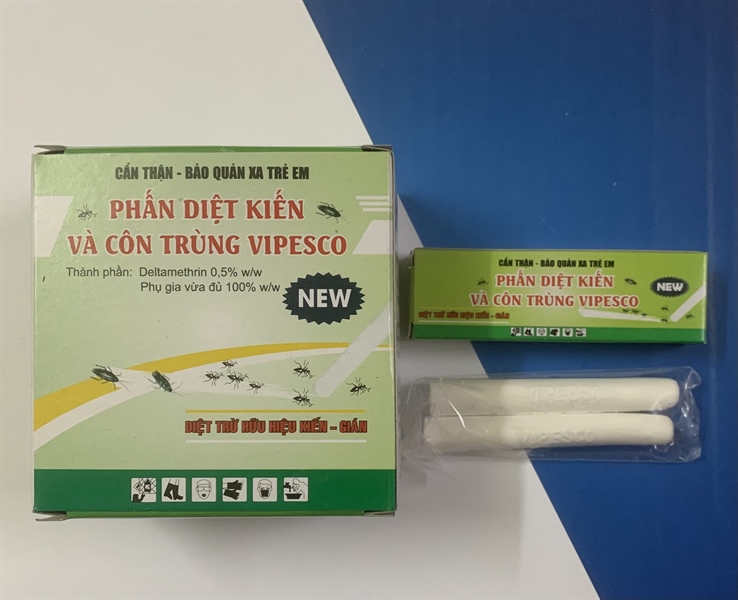 CẨN THẬN - BẢO QUẢN XA TRẺ EM
PHẤN DIỆT KIẾN
VÀ CÔN TRÙNG VIPESCO
Thành phần: Deltamethrin 0,5% w/w
Phụ gia vừa đủ 100% w/w
NEW
DIỆT TRỪ HỮU HIỆU KIẾN - GIÁN
CẨN THẬN - BẢO QUẢN XA TRẺ EM
PHẤN DIỆT KIẾN
VÀ CÔN TRÙNG VIPESCO
NEW
DIỆT TRỪ HỮU HIỆU KIẾN - GIÁN
VIPESCO
VIPESCO